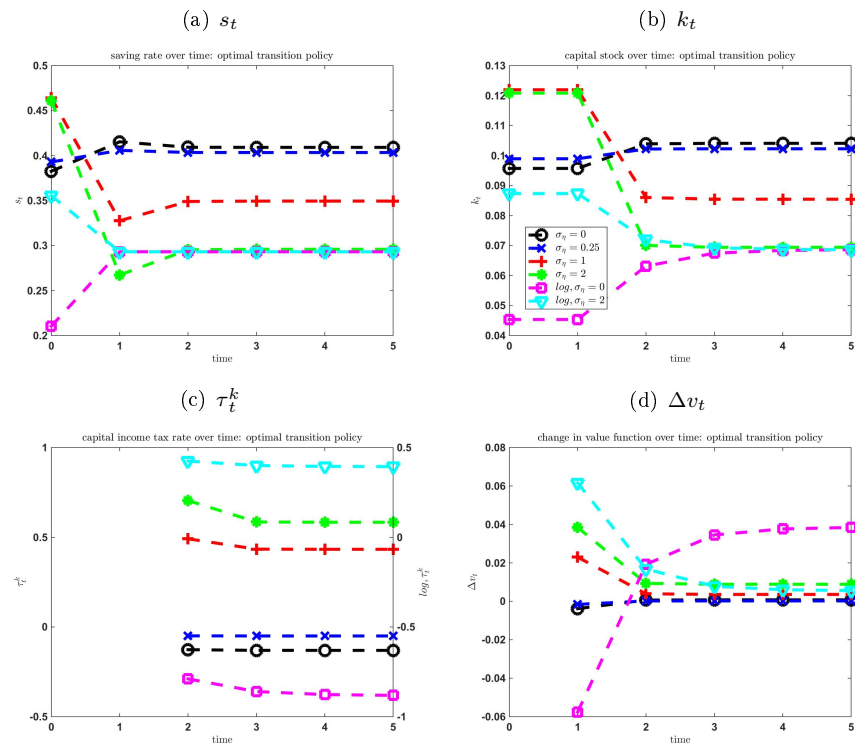 (a) s_t
saving rate over time: optimal transition policy
0.5
0.45
0.4
0.35
0.3
0.25
0.2
s_t
0 1 2 3 4 5
time
(b) k_t
capital stock over time: optimal transition policy
0.13
0.12
0.11
0.1
0.09
0.08
0.07
0.06
0.05
0.04
k_t
σ_η = 0
σ_η = 0.25
σ_η = 1
σ_η = 2
log, σ_η = 0
log, σ_η = 2
0 1 2 3 4 5
time
(c) τ_t^k
capital income tax rate over time: optimal transition policy
1
0.5
0
-0.5
τ_t^k
0.5
0
-0.5
-1
log, τ_t^k
0 1 2 3 4 5
time
(d) Δv_t
change in value function over time: optimal transition policy
0.08
0.06
0.04
0.02
0
-0.02
-0.04
-0.06
Δv_t
0 1 2 3 4 5
time